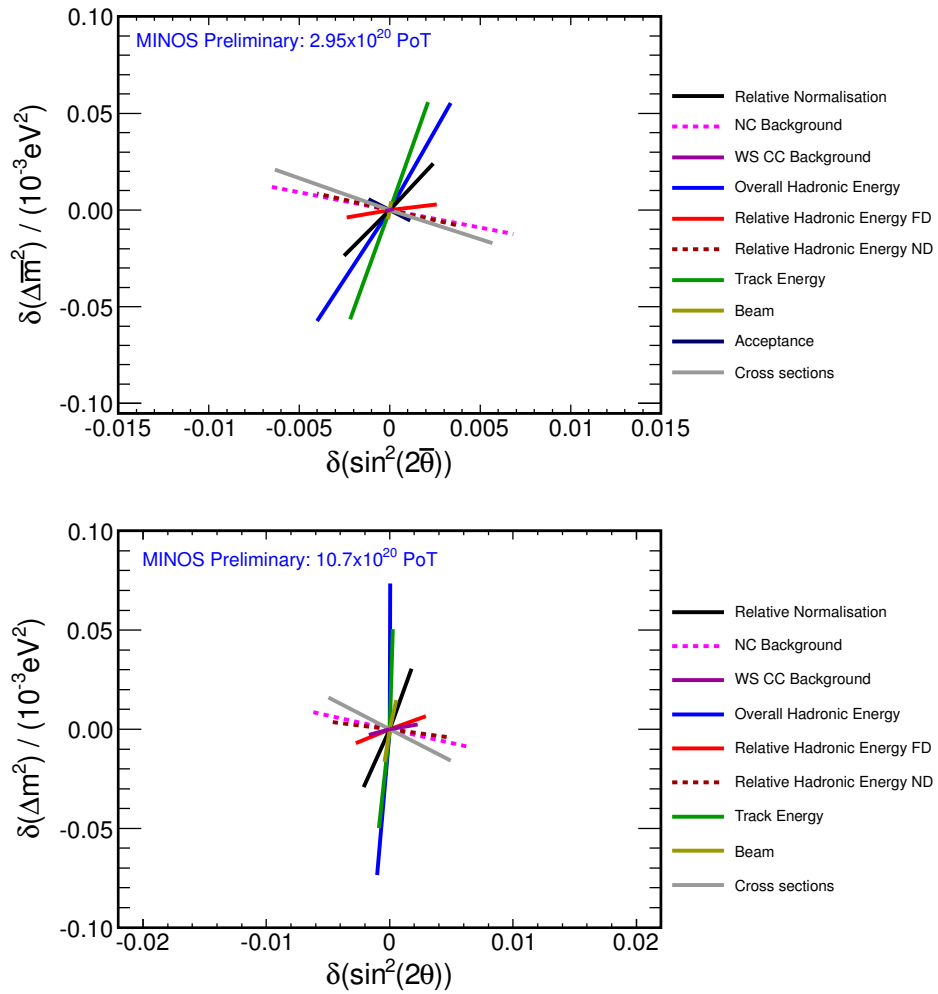 MINOS Preliminary: 2.95x10²⁰ PoT
δ(Δm̅²) / (10⁻³eV²)
0.10
0.05
0.00
-0.05
-0.10
-0.015 -0.01 -0.005 0 0.005 0.01 0.015
δ(sin²(2θ̅))
Relative Normalisation
NC Background
WS CC Background
Overall Hadronic Energy
Relative Hadronic Energy FD
Relative Hadronic Energy ND
Track Energy
Beam
Acceptance
Cross sections
MINOS Preliminary: 10.7x10²⁰ PoT
δ(Δm²) / (10⁻³eV²)
0.10
0.05
0.00
-0.05
-0.10
-0.02 -0.01 0 0.01 0.02
δ(sin²(2θ))
Relative Normalisation
NC Background
WS CC Background
Overall Hadronic Energy
Relative Hadronic Energy FD
Relative Hadronic Energy ND
Track Energy
Beam
Cross sections